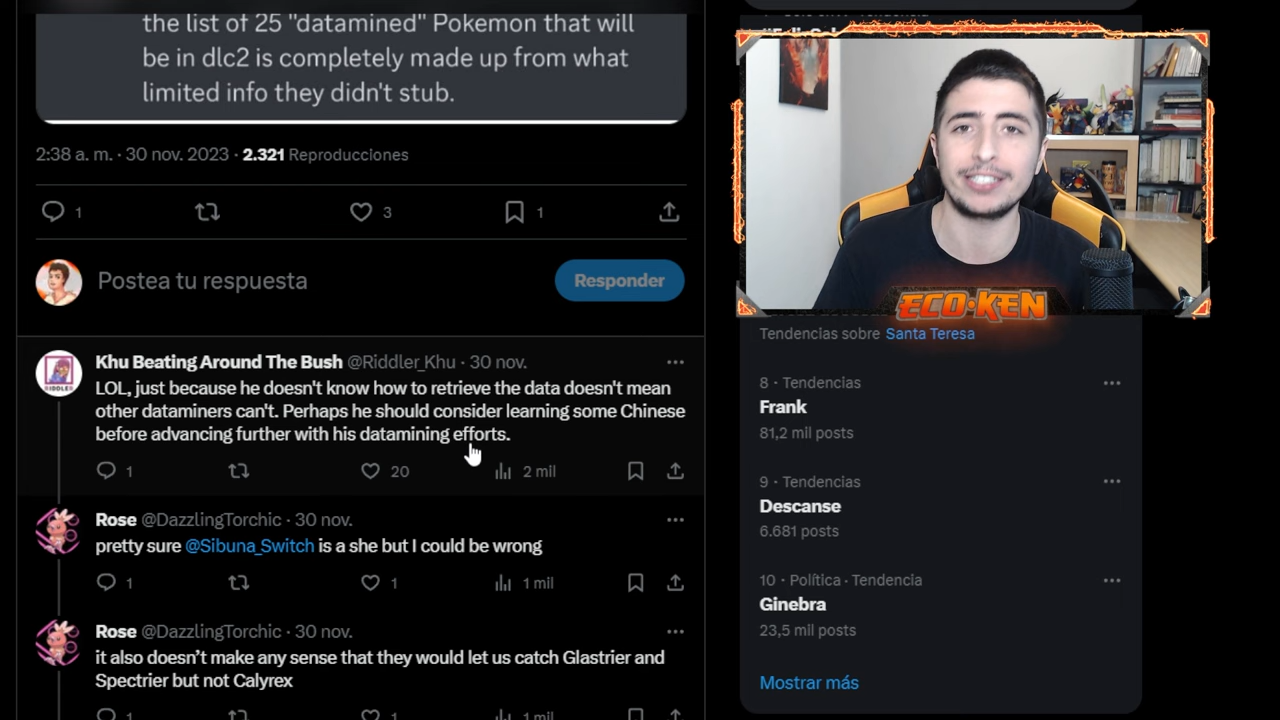 the list of 25 "datamined" Pokemon that will
be in dlc2 is completely made up from what
limited info they didn't stub.
2:38 a. m. · 30 nov. 2023 · 2.321 Reproducciones
1
3
1
Postea tu respuesta
Responder
Khu Beating Around The Bush @Riddler_Khu · 30 nov.
LOL, just because he doesn't know how to retrieve the data doesn't mean
other dataminers can't. Perhaps he should consider learning some Chinese
before advancing further with his datamining efforts.
1
20
2 mil
Rose @DazzlingTorchic · 30 nov.
pretty sure @Sibuna_Switch is a she but I could be wrong
1
1
1 mil
Rose @DazzlingTorchic · 30 nov.
it also doesn't make any sense that they would let us catch Glastrier and
Spectrier but not Calyrex
1
1
1 mil
ECO·KEN
Tendencias sobre Santa Teresa
8 · Tendencias
Frank
81,2 mil posts
9 · Tendencias
Descanse
6.681 posts
10 · Política · Tendencia
Ginebra
23,5 mil posts
Mostrar más